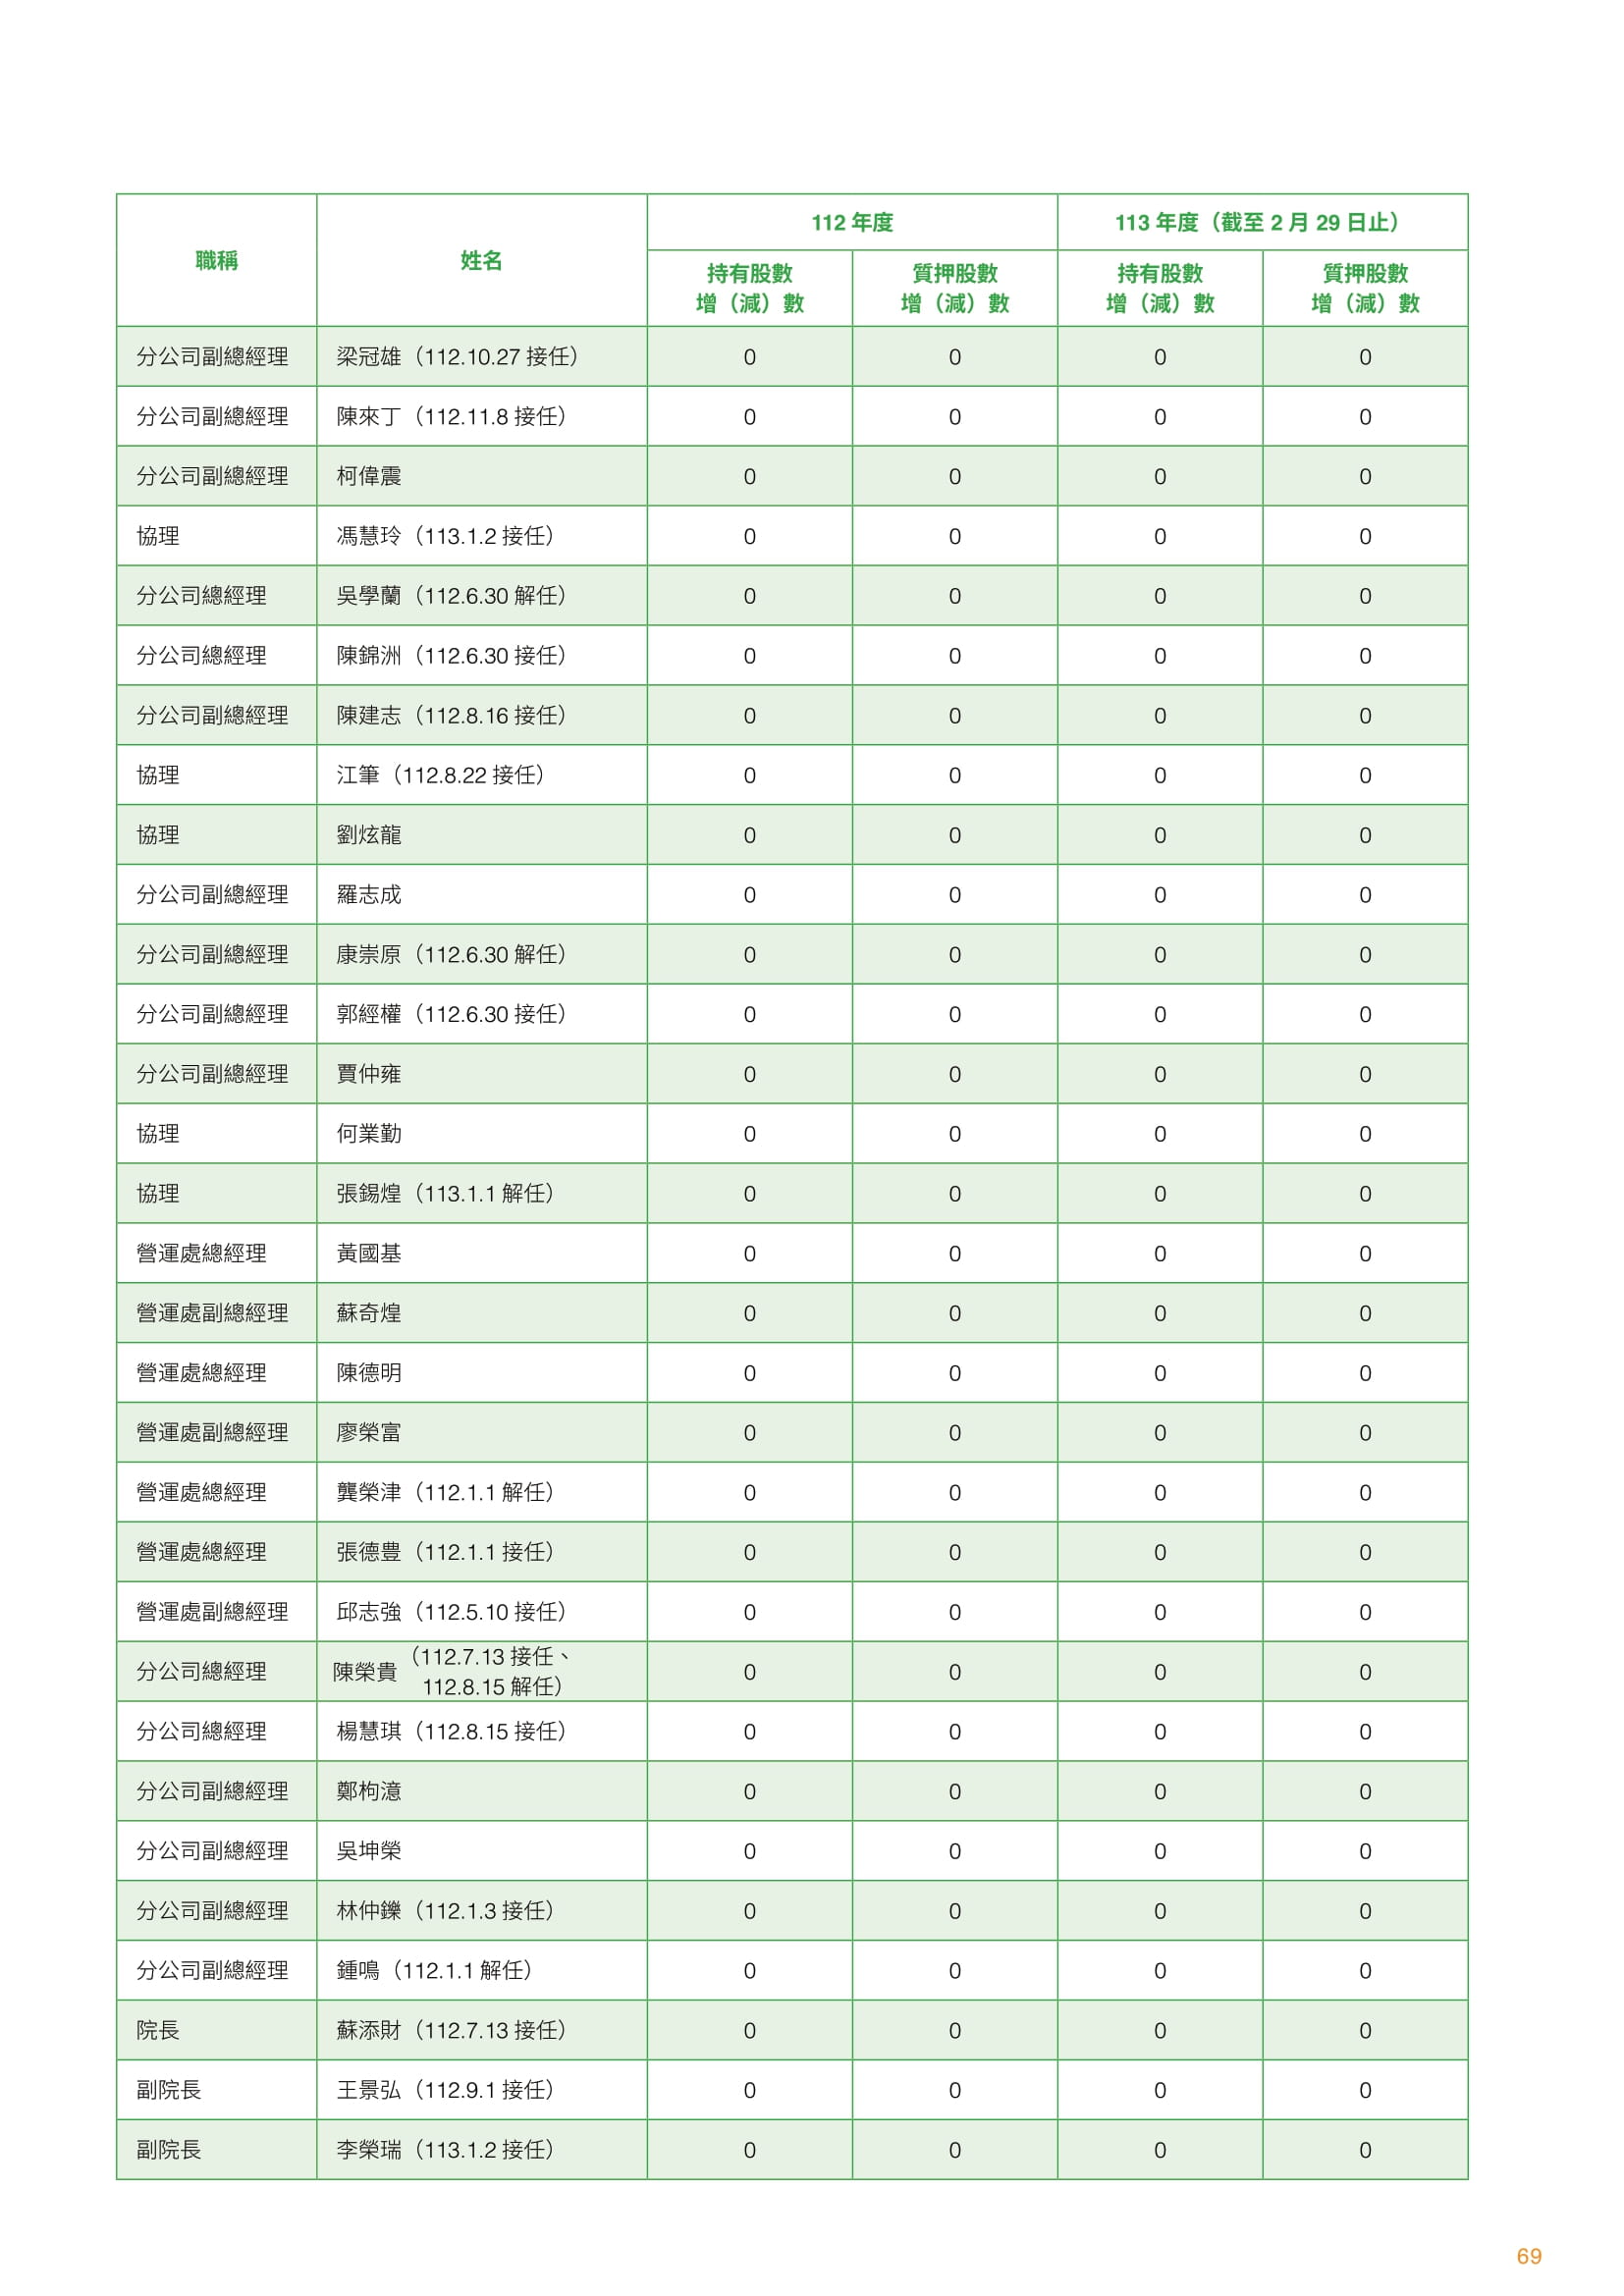 職稱 姓名 112 年度 113 年度（截至 2 月 29 日止）
持有股數 質押股數 持有股數 質押股數
增（減）數 增（減）數 增（減）數 增（減）數
分公司副總經理 梁冠雄（112.10.27 接任） 0 0 0 0
分公司副總經理 陳來丁（112.11.8 接任） 0 0 0 0
分公司副總經理 柯偉震 0 0 0 0
協理 馮慧玲（113.1.2 接任） 0 0 0 0
分公司總經理 吳學蘭（112.6.30 解任） 0 0 0 0
分公司總經理 陳錦洲（112.6.30 接任） 0 0 0 0
分公司副總經理 陳建志（112.8.16 接任） 0 0 0 0
協理 江筆（112.8.22 接任） 0 0 0 0
協理 劉炫龍 0 0 0 0
分公司副總經理 羅志成 0 0 0 0
分公司副總經理 康崇原（112.6.30 解任） 0 0 0 0
分公司副總經理 郭經權（112.6.30 接任） 0 0 0 0
分公司副總經理 賈仲雍 0 0 0 0
協理 何業勤 0 0 0 0
協理 張錫煌（113.1.1 解任） 0 0 0 0
營運處總經理 黃國基 0 0 0 0
營運處副總經理 蘇奇煌 0 0 0 0
營運處總經理 陳德明 0 0 0 0
營運處副總經理 廖榮富 0 0 0 0
營運處總經理 龔榮津（112.1.1 解任） 0 0 0 0
營運處總經理 張德豊（112.1.1 接任） 0 0 0 0
營運處副總經理 邱志強（112.5.10 接任） 0 0 0 0
分公司總經理 陳榮貴（112.7.13 接任、
112.8.15 解任） 0 0 0 0
分公司總經理 楊慧琪（112.8.15 接任） 0 0 0 0
分公司副總經理 鄭枸澺 0 0 0 0
分公司副總經理 吳坤榮 0 0 0 0
分公司副總經理 林仲鑠（112.1.3 接任） 0 0 0 0
分公司副總經理 鍾鳴（112.1.1 解任） 0 0 0 0
院長 蘇添財（112.7.13 接任） 0 0 0 0
副院長 王景弘（112.9.1 接任） 0 0 0 0
副院長 李榮瑞（113.1.2 接任） 0 0 0 0
69